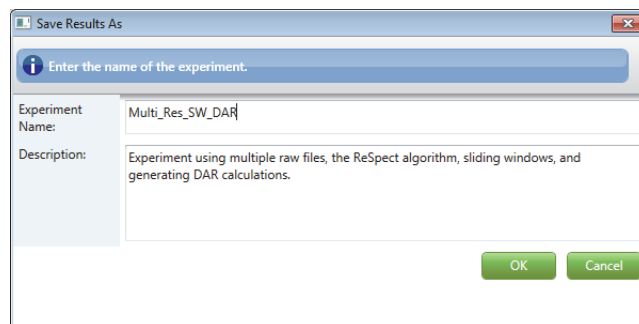 Save Results As
Enter the name of the experiment.
Experiment
Name:
Multi_Res_SW_DAR
Description:
Experiment using multiple raw files, the ReSpect algorithm, sliding windows, and
generating DAR calculations.
OK
Cancel